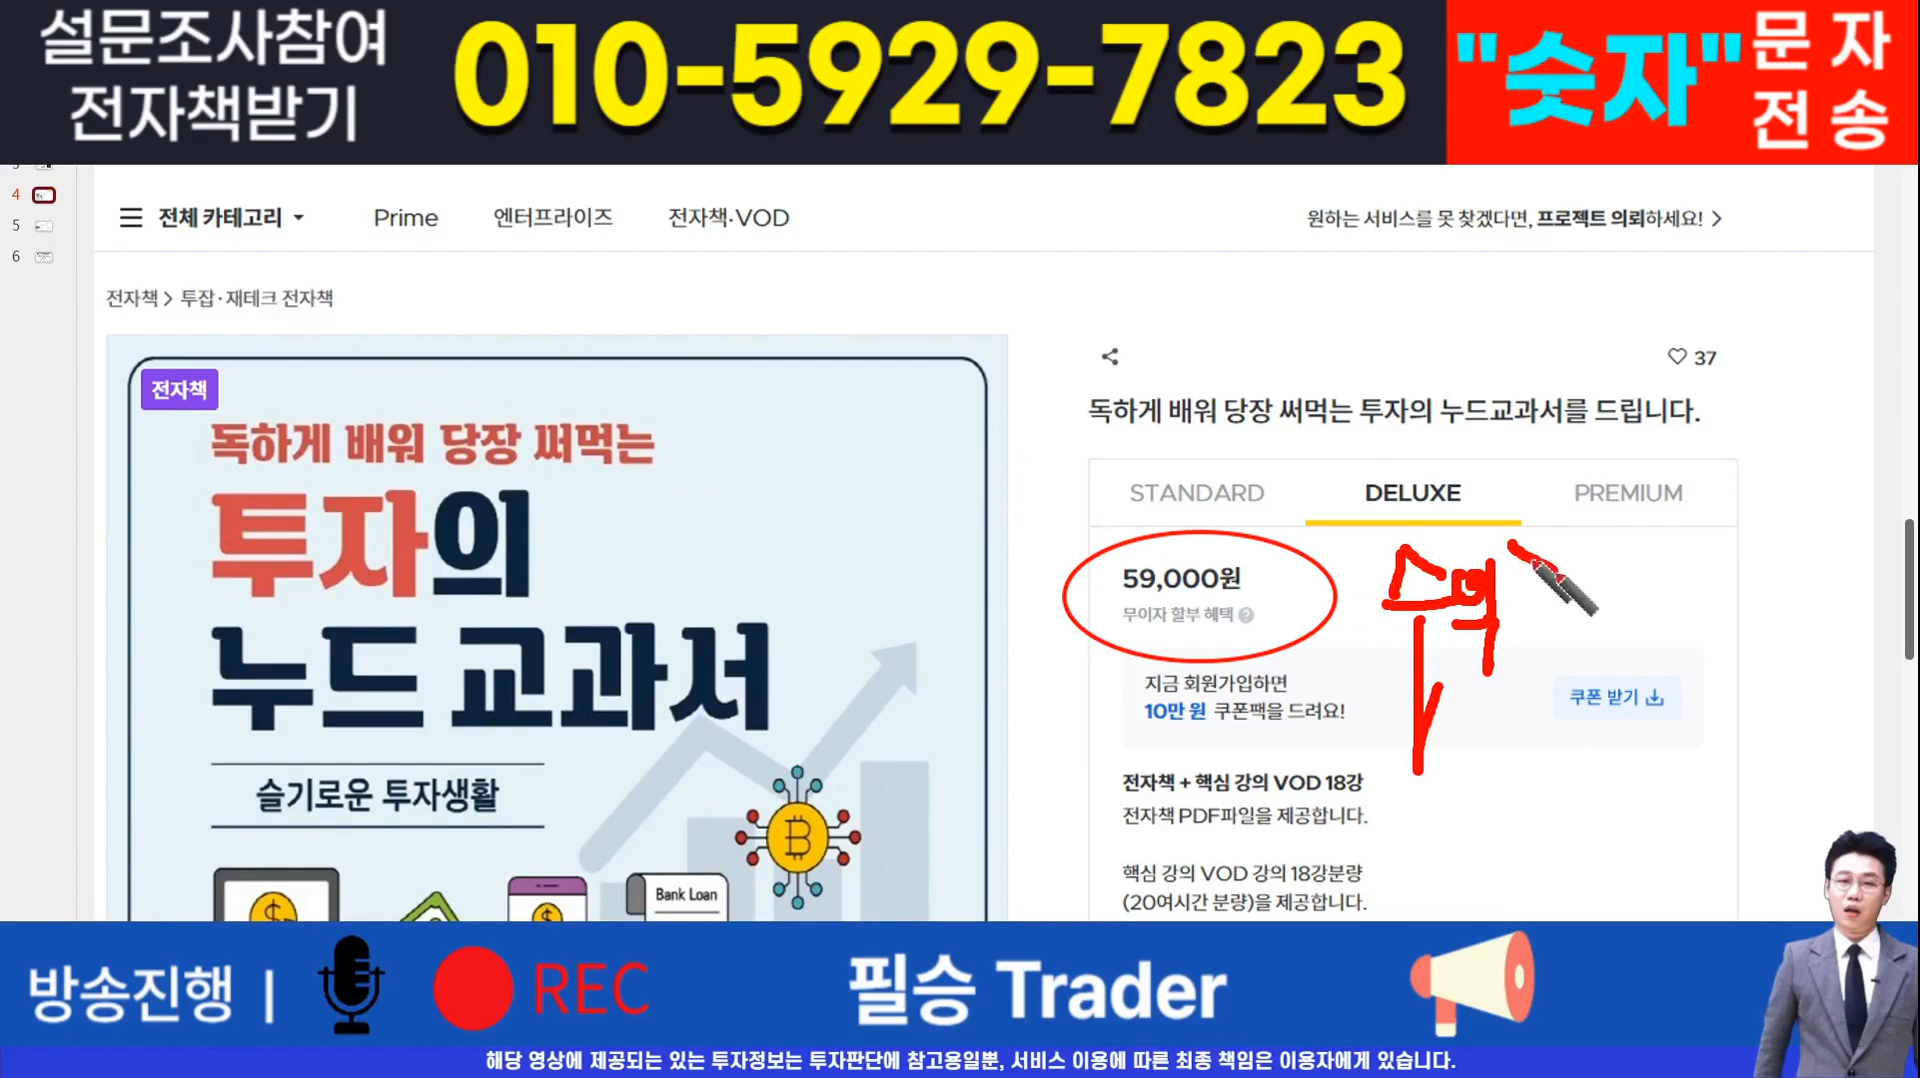 설문조사참여
전자책받기
010-5929-7823
"숫자"
문자
전송
4
5
6
전체 카테고리
Prime
엔터프라이즈
전자책·VOD
원하는 서비스를 못 찾겠다면, 프로젝트 의뢰하세요!
전자책 > 투잡·재테크 전자책
전자책
독하게 배워 당장 써먹는
투자의
누드 교과서
슬기로운 투자생활
Bank Loan
37
독하게 배워 당장 써먹는 투자의 누드교과서를 드립니다.
STANDARD
DELUXE
PREMIUM
59,000원
무이자 할부 혜택
지금 회원가입하면
10만 원 쿠폰팩을 드려요!
쿠폰 받기
전자책 + 핵심 강의 VOD 18강
전자책 PDF파일을 제공합니다.
핵심 강의 VOD 강의 18강분량
(20여시간 분량)을 제공합니다.
방송진행 |
REC
필승 Trader
해당 영상에 제공되는 있는 투자정보는 투자판단에 참고용일뿐, 서비스 이용에 따른 최종 책임은 이용자에게 있습니다.